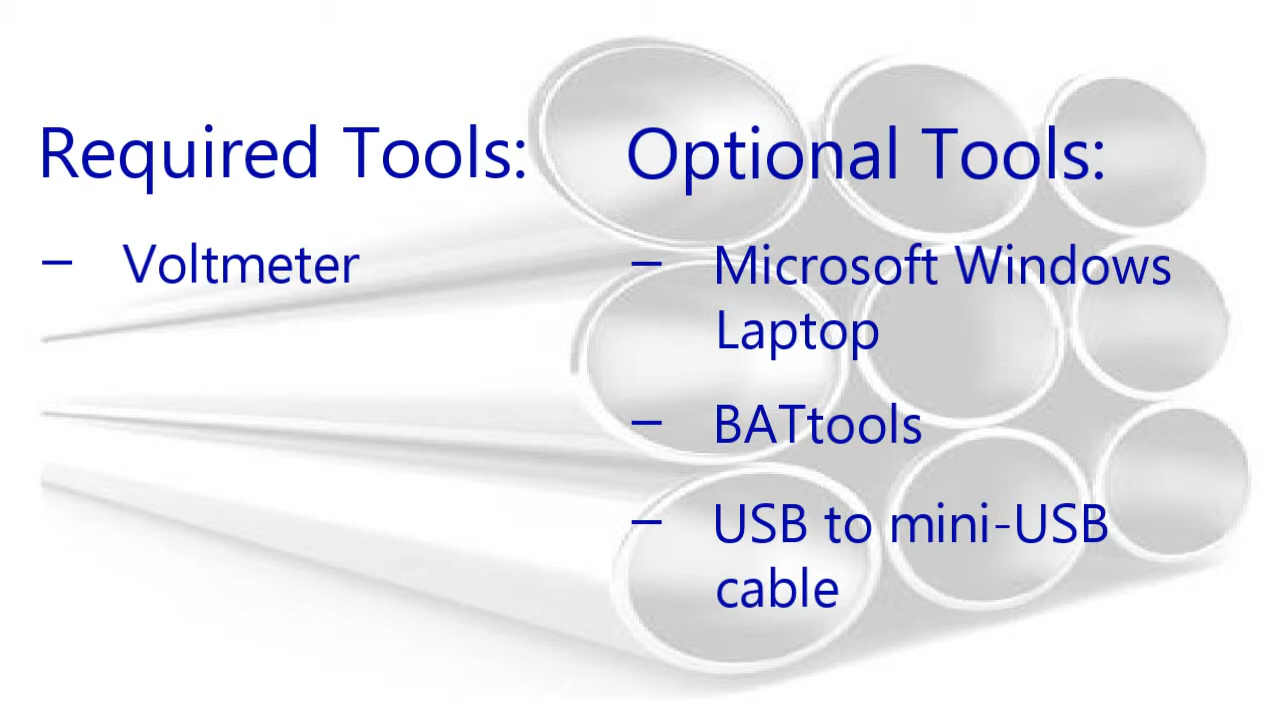 Required Tools:
– Voltmeter
Optional Tools:
– Microsoft Windows
Laptop
– BATtools
– USB to mini-USB
cable